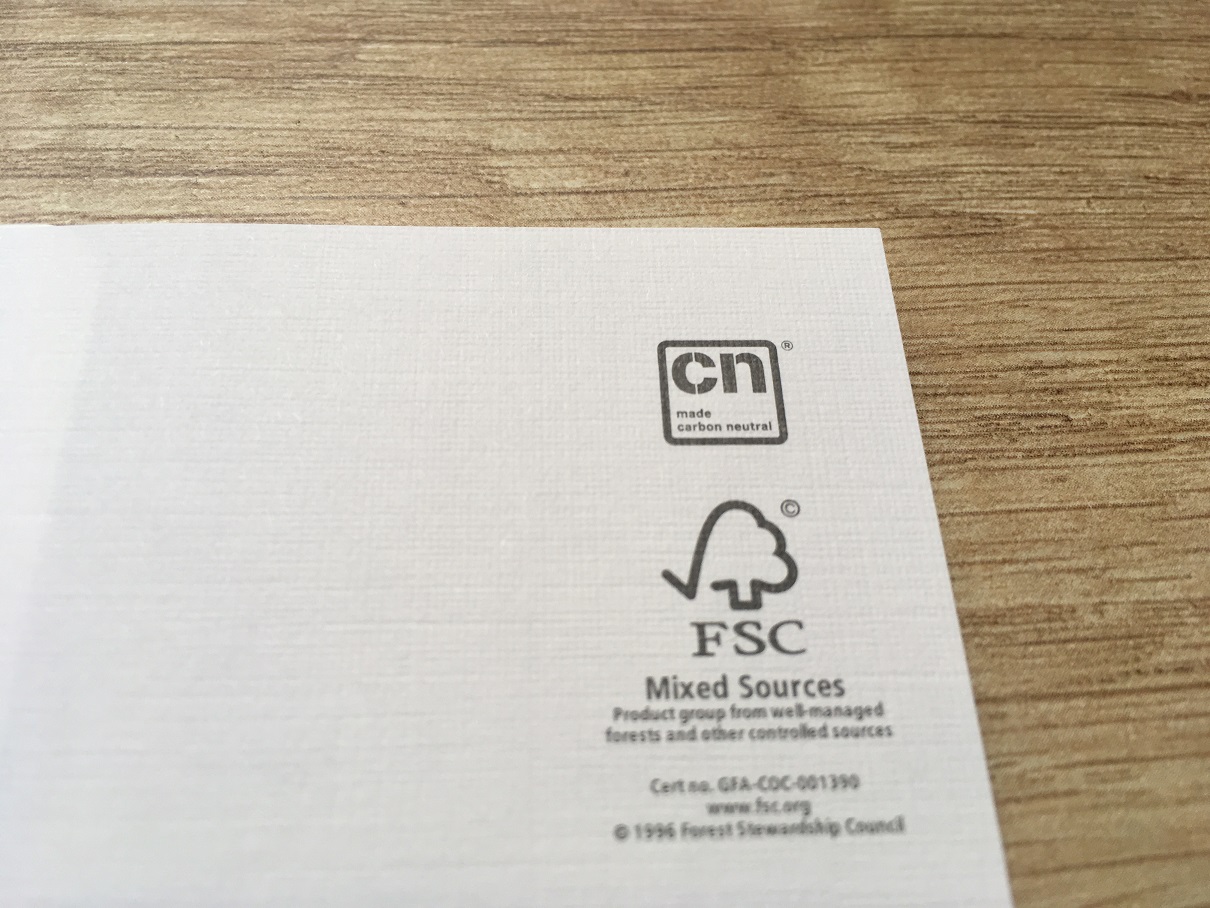 cn ®
made
carbon neutral
©
FSC
Mixed Sources
Product group from well-managed
forests and other controlled sources
Cert no. GFA-COC-001390
www.fsc.org
© 1996 Forest Stewardship Council